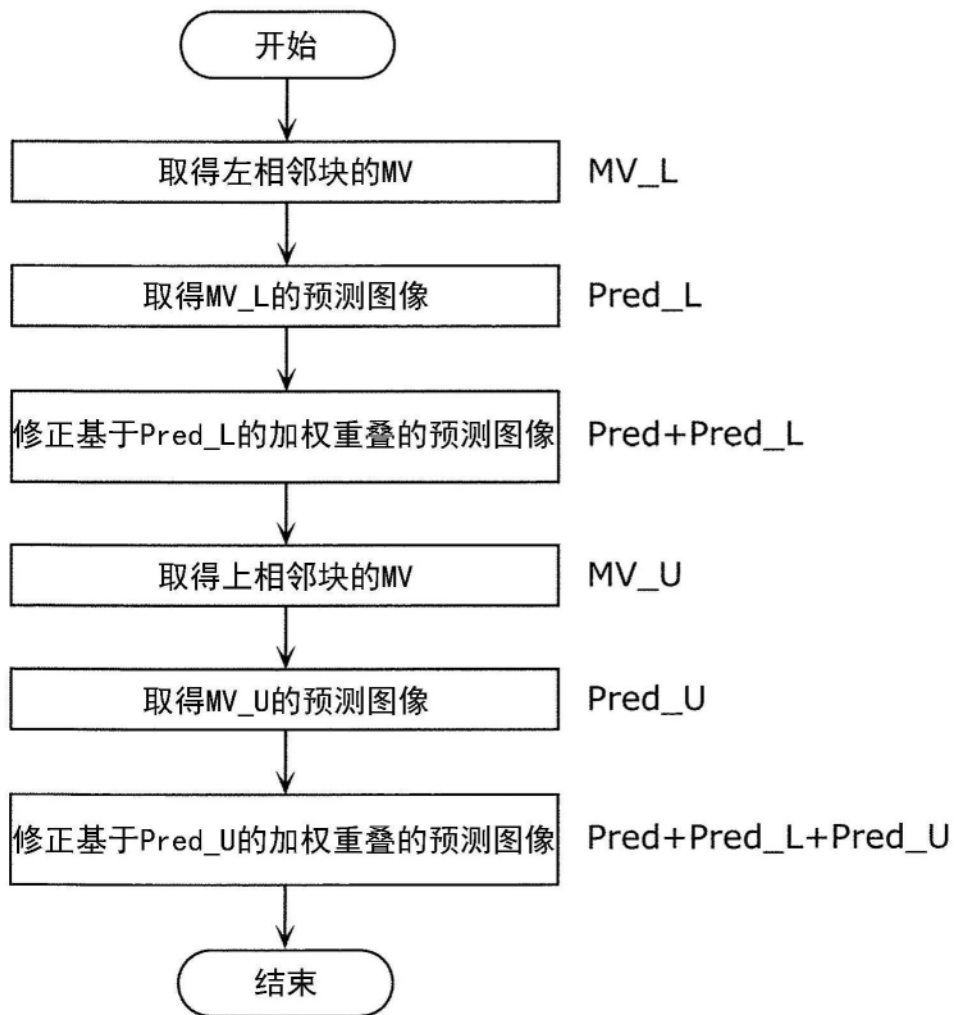 开始
取得左相邻块的MV MV_L
取得MV_L的预测图像 Pred_L
修正基于Pred_L的加权重叠的预测图像 Pred+Pred_L
取得上相邻块的MV MV_U
取得MV_U的预测图像 Pred_U
修正基于Pred_U的加权重叠的预测图像 Pred+Pred_L+Pred_U
结束